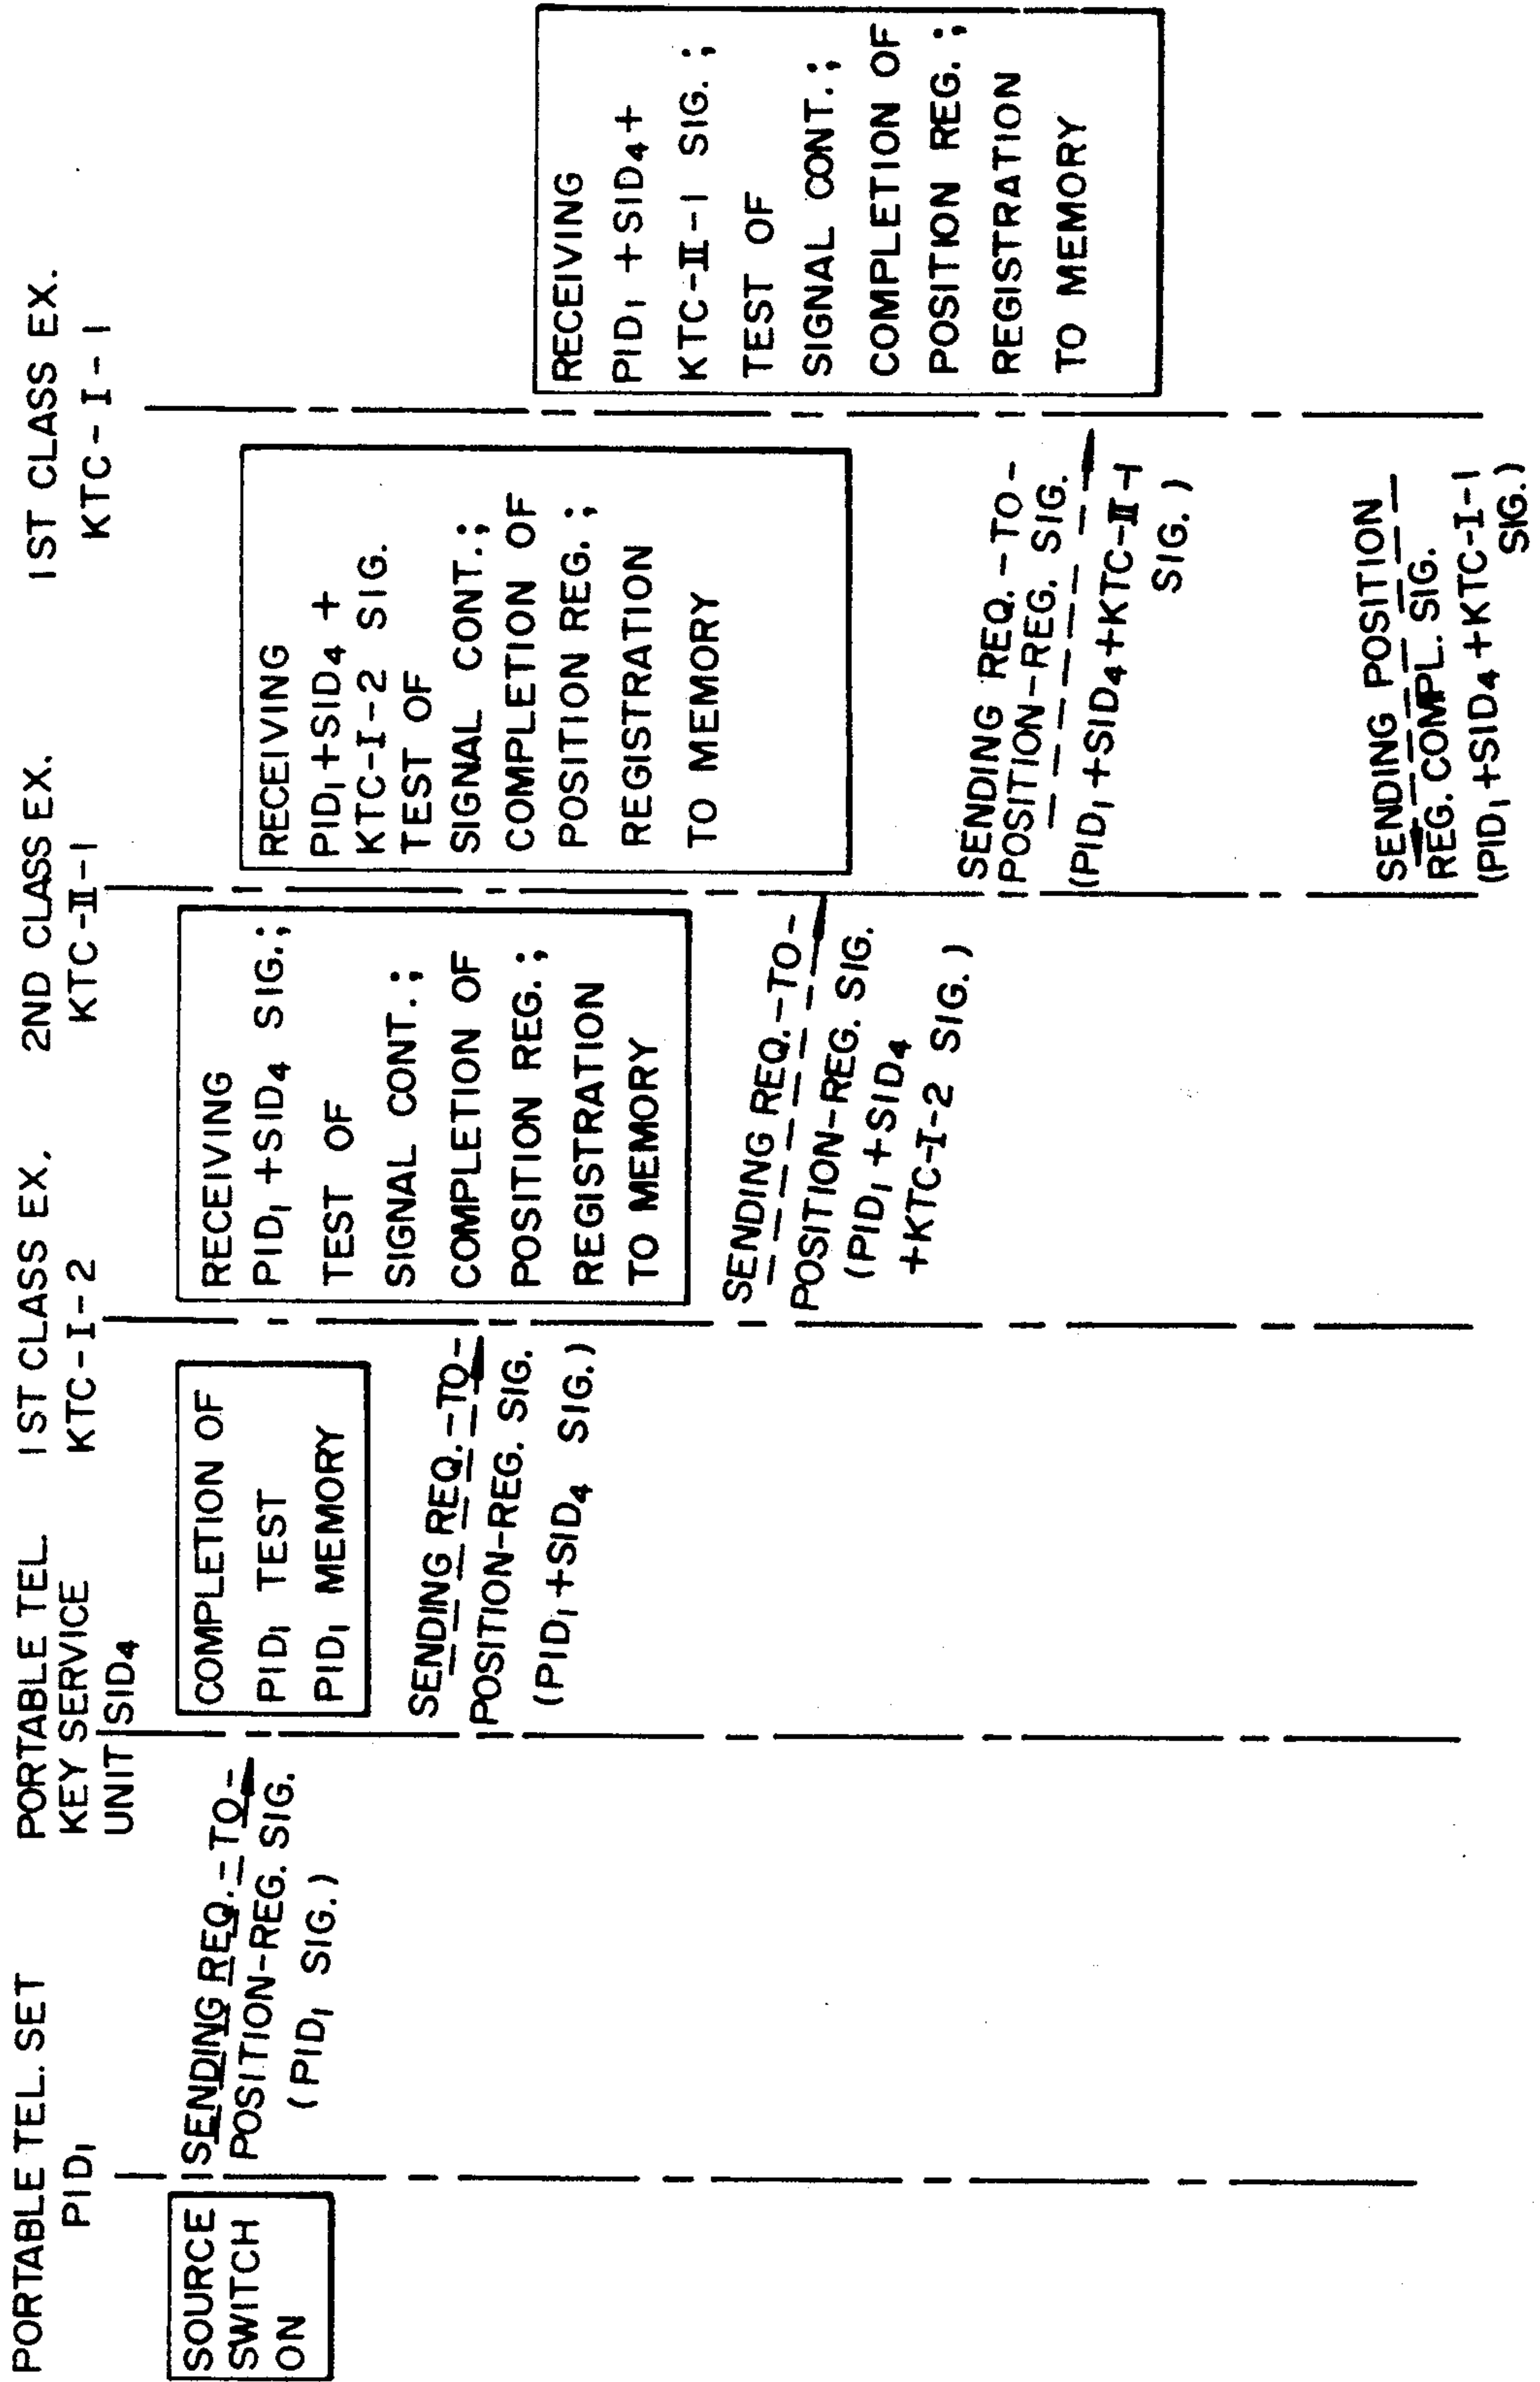 PORTABLE TEL. SET
PID₁
PORTABLE TEL.
KEY SERVICE
UNIT SID₄
1ST CLASS EX,
KTC-I-2
2ND CLASS EX.
KTC-II-1
1ST CLASS EX.
KTC-I-1
SOURCE
SWITCH
ON
SENDING REQ.-TO-
POSITION-REG. SIG.
(PID₁ SIG.)
COMPLETION OF
PID₁ TEST
PID₁ MEMORY
SENDING REQ.-TO-
POSITION-REG. SIG.
(PID₁+SID₄ SIG.)
RECEIVING
PID₁+SID₄ SIG.;
TEST OF
SIGNAL CONT.;
COMPLETION OF
POSITION REG.;
REGISTRATION
TO MEMORY
SENDING REQ.-TO-
POSITION-REG. SIG.
(PID₁+SID₄
+KTC-I-2 SIG.)
RECEIVING
PID₁+SID₄ +
KTC-I-2 SIG.
TEST OF
SIGNAL CONT.;
COMPLETION OF
POSITION REG.;
REGISTRATION
TO MEMORY
SENDING REQ.-TO-
POSITION-REG. SIG.
(PID₁+SID₄+KTC-II-1
SIG.)
SENDING POSITION
REG. COMPL. SIG.
(PID₁+SID₄+KTC-I-1
SIG.)
RECEIVING
PID₁ +SID₄+
KTC-II-1 SIG.;
TEST OF
SIGNAL CONT.;
COMPLETION OF
POSITION REG.;
REGISTRATION
TO MEMORY